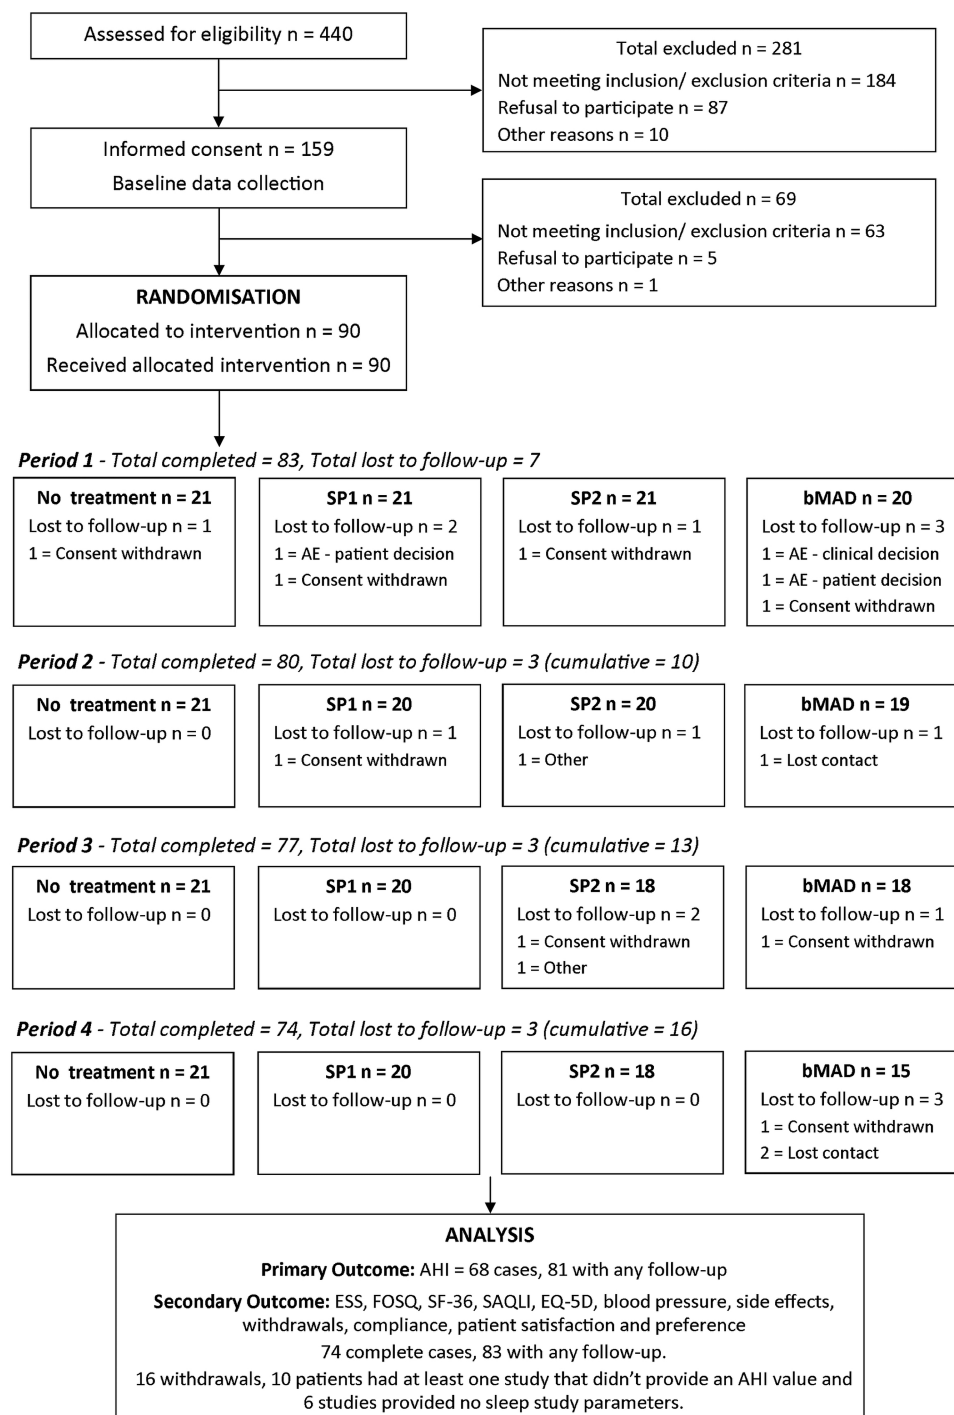 Assessed for eligibility n = 440
Total excluded n = 281
Not meeting inclusion/ exclusion criteria n = 184
Refusal to participate n = 87
Other reasons n = 10
Informed consent n = 159
Baseline data collection
Total excluded n = 69
Not meeting inclusion/ exclusion criteria n = 63
Refusal to participate n = 5
Other reasons n = 1
RANDOMISATION
Allocated to intervention n = 90
Received allocated intervention n = 90
Period 1 - Total completed = 83, Total lost to follow-up = 7
No treatment n = 21
Lost to follow-up n = 1
1 = Consent withdrawn
SP1 n = 21
Lost to follow-up n = 2
1 = AE - patient decision
1 = Consent withdrawn
SP2 n = 21
Lost to follow-up n = 1
1 = Consent withdrawn
bMAD n = 20
Lost to follow-up n = 3
1 = AE - clinical decision
1 = AE - patient decision
1 = Consent withdrawn
Period 2 - Total completed = 80, Total lost to follow-up = 3 (cumulative = 10)
No treatment n = 21
Lost to follow-up n = 0
SP1 n = 20
Lost to follow-up n = 1
1 = Consent withdrawn
SP2 n = 20
Lost to follow-up n = 1
1 = Other
bMAD n = 19
Lost to follow-up n = 1
1 = Lost contact
Period 3 - Total completed = 77, Total lost to follow-up = 3 (cumulative = 13)
No treatment n = 21
Lost to follow-up n = 0
SP1 n = 20
Lost to follow-up n = 0
SP2 n = 18
Lost to follow-up n = 2
1 = Consent withdrawn
1 = Other
bMAD n = 18
Lost to follow-up n = 1
1 = Consent withdrawn
Period 4 - Total completed = 74, Total lost to follow-up = 3 (cumulative = 16)
No treatment n = 21
Lost to follow-up n = 0
SP1 n = 20
Lost to follow-up n = 0
SP2 n = 18
Lost to follow-up n = 0
bMAD n = 15
Lost to follow-up n = 3
1 = Consent withdrawn
2 = Lost contact
ANALYSIS
Primary Outcome: AHI = 68 cases, 81 with any follow-up
Secondary Outcome: ESS, FOSQ, SF-36, SAQLI, EQ-5D, blood pressure, side effects,
withdrawals, compliance, patient satisfaction and preference
74 complete cases, 83 with any follow-up.
16 withdrawals, 10 patients had at least one study that didn't provide an AHI value and
6 studies provided no sleep study parameters.